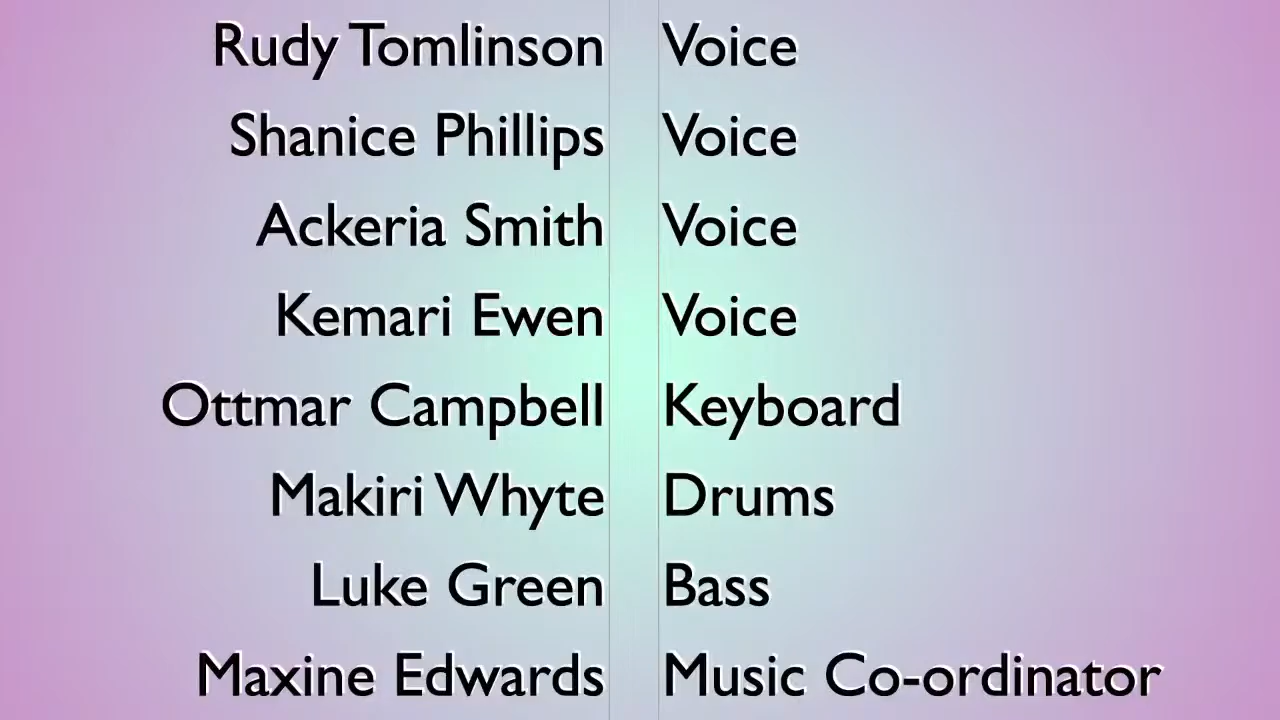 Rudy Tomlinson Voice
Shanice Phillips Voice
Ackeria Smith Voice
Kemari Ewen Voice
Ottmar Campbell Keyboard
Makiri Whyte Drums
Luke Green Bass
Maxine Edwards Music Co-ordinator